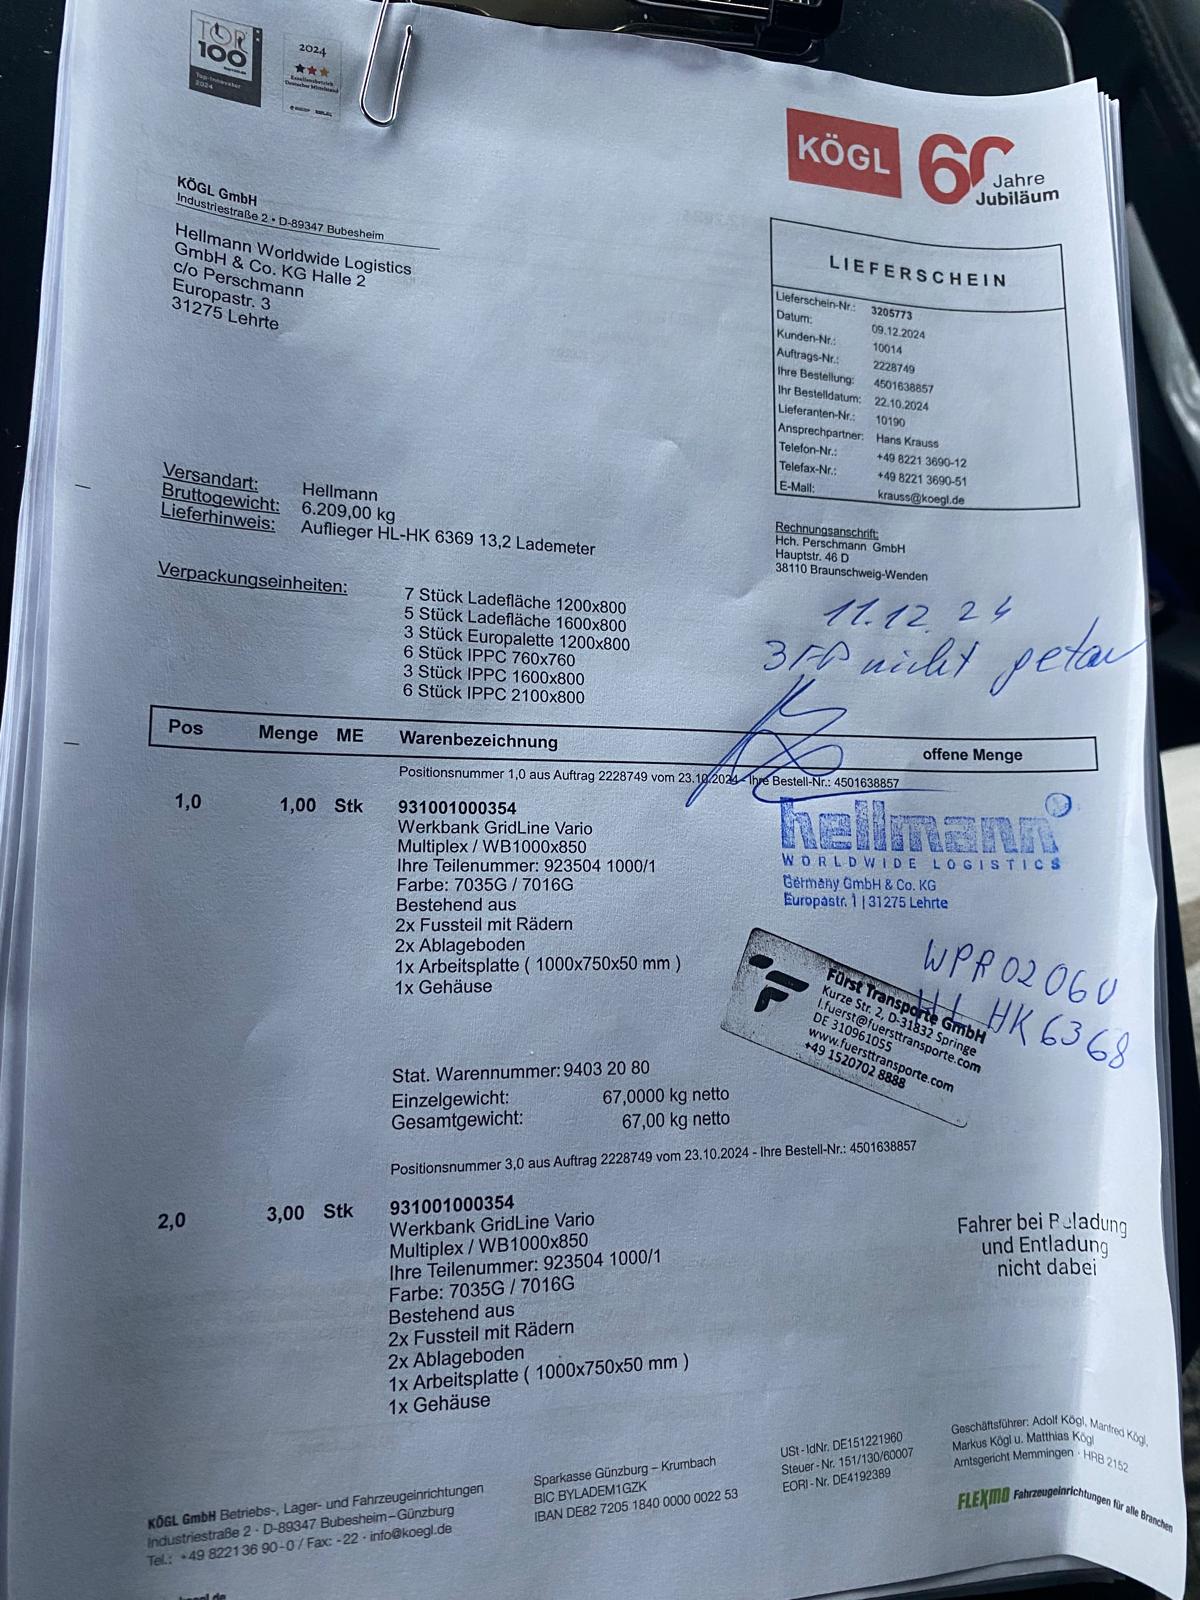 TOP
100
Top-Innovator
2024
2024
KÖGL
60
Jahre
Jubiläum
KÖGL GmbH
Industriestraße 2 • D-89347 Bubesheim
Hellmann Worldwide Logistics
GmbH & Co. KG Halle 2
c/o Perschmann
Europastr. 3
31275 Lehrte
LIEFERSCHEIN
Lieferschein-Nr.: 3205773
Datum: 09.12.2024
Kunden-Nr.: 10014
Auftrags-Nr.: 2228749
Ihre Bestellung: 4501638857
Ihr Bestelldatum: 22.10.2024
Lieferanten-Nr.: 10190
Ansprechpartner: Hans Krauss
Telefon-Nr.: +49 8221 3690-12
Telefax-Nr.: +49 8221 3690-51
E-Mail: krauss@koegl.de
Versandart: Hellmann
Bruttogewicht: 6.209,00 kg
Lieferhinweis: Auflieger HL-HK 6369 13,2 Lademeter
Rechnungsanschrift:
Hch. Perschmann GmbH
Hauptstr. 46 D
38110 Braunschweig-Wenden
Verpackungseinheiten:
7 Stück Ladefläche 1200x800
5 Stück Ladefläche 1600x800
3 Stück Europalette 1200x800
6 Stück IPPC 760x760
3 Stück IPPC 1600x800
6 Stück IPPC 2100x800
11.12.24
nicht
Pos Menge ME Warenbezeichnung offene Menge
Positionsnummer 1,0 aus Auftrag 2228749 vom 23.10.2024 - Ihre Bestell-Nr.: 4501638857
1,0 1,00 Stk 931001000354
Werkbank GridLine Vario
Multiplex / WB1000x850
Ihre Teilenummer: 923504 1000/1
Farbe: 7035G / 7016G
Bestehend aus
2x Fussteil mit Rädern
2x Ablageboden
1x Arbeitsplatte ( 1000x750x50 mm )
1x Gehäuse
hellmann
WORLDWIDE LOGISTICS
Germany GmbH & Co. KG
Europastr. 1 | 31275 Lehrte
HL HK 6368
Fürst Transporte GmbH
Kurze Str. 2, D-31832 Springe
l.fuerst@fuersttransporte.com
DE 310961055
www.fuersttransporte.com
+49 1520702 8888
Stat. Warennummer: 9403 20 80
Einzelgewicht: 67,0000 kg netto
Gesamtgewicht: 67,00 kg netto
Positionsnummer 3,0 aus Auftrag 2228749 vom 23.10.2024 - Ihre Bestell-Nr.: 4501638857
2,0 3,00 Stk 931001000354
Werkbank GridLine Vario
Multiplex / WB1000x850
Ihre Teilenummer: 923504 1000/1
Farbe: 7035G / 7016G
Bestehend aus
2x Fussteil mit Rädern
2x Ablageboden
1x Arbeitsplatte ( 1000x750x50 mm )
1x Gehäuse
Fahrer bei Beladung
und Entladung
nicht dabei
KÖGL GmbH Betriebs-, Lager- und Fahrzeugeinrichtungen
Industriestraße 2 · D-89347 Bubesheim–Günzburg
Tel.: +49 8221 36 90-0 / Fax: -22 · info@koegl.de
Sparkasse Günzburg – Krumbach
BIC BYLADEM1GZK
IBAN DE82 7205 1840 0000 0022 53
USt-IdNr. DE151221960
Steuer-Nr. 151/130/60007
EORI-Nr. DE4192389
Geschäftsführer: Adolf Kögl, Manfred Kögl,
Markus Kögl u. Matthias Kögl
Amtsgericht Memmingen · HRB 2152
FLEXMO Fahrzeugeinrichtungen für alle Branchen